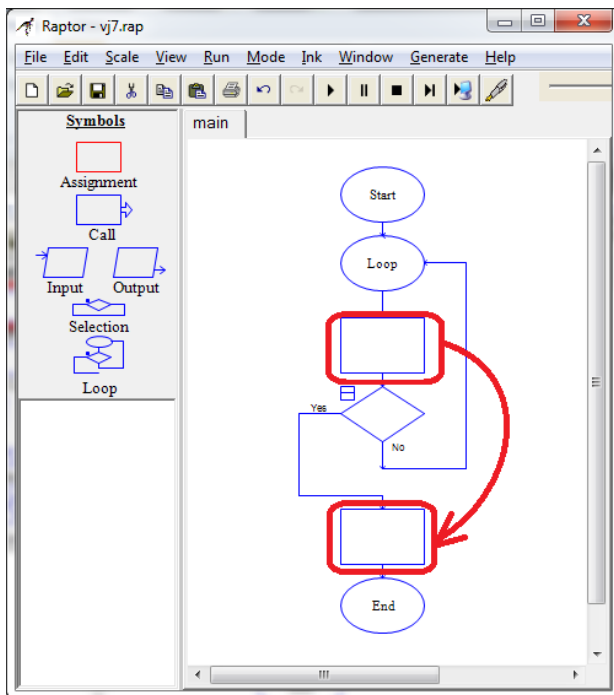 Raptor - vj7.rap
File Edit Scale View Run Mode Ink Window Generate Help
Symbols
main
Assignment
Call
Input Output
Selection
Loop
Start
Loop
Yes
No
End